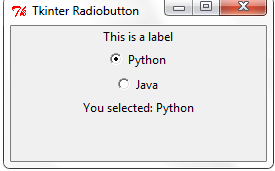 Tkinter Radiobutton
This is a label
Python
Java
You selected: Python